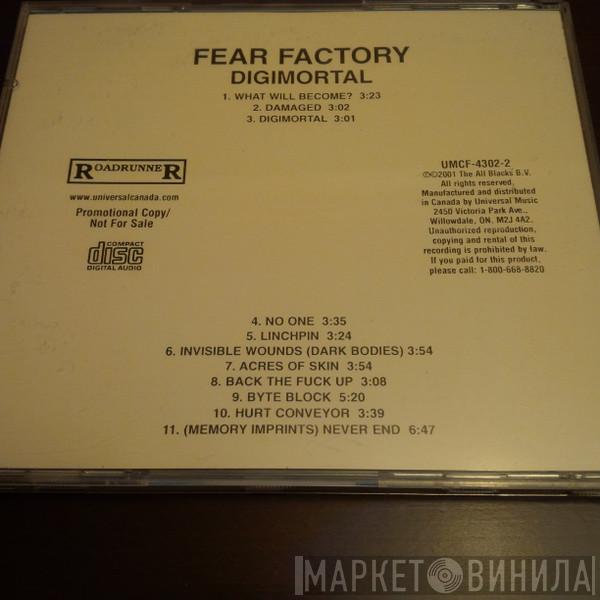 FEAR FACTORY
DIGIMORTAL
1. WHAT WILL BECOME? 3:23
2. DAMAGED 3:02
3. DIGIMORTAL 3:01
ROADRUNNER
www.universalcanada.com
Promotional Copy/
Not For Sale
COMPACT
disc
DIGITAL AUDIO
UMCF-4302-2
℗©2001 The All Blacks B.V.
All rights reserved.
Manufactured and distributed
in Canada by Universal Music
2450 Victoria Park Ave.,
Willowdale, ON. M2J 4A2.
Unauthorized reproduction,
copying and rental of this
recording is prohibited by law.
If you paid for this product,
please call: 1-800-668-8820
4. NO ONE 3:35
5. LINCHPIN 3:24
6. INVISIBLE WOUNDS (DARK BODIES) 3:54
7. ACRES OF SKIN 3:54
8. BACK THE FUCK UP 3:08
9. BYTE BLOCK 5:20
10. HURT CONVEYOR 3:39
11. (MEMORY IMPRINTS) NEVER END 6:47
МАРКЕТ ВИНИЛА